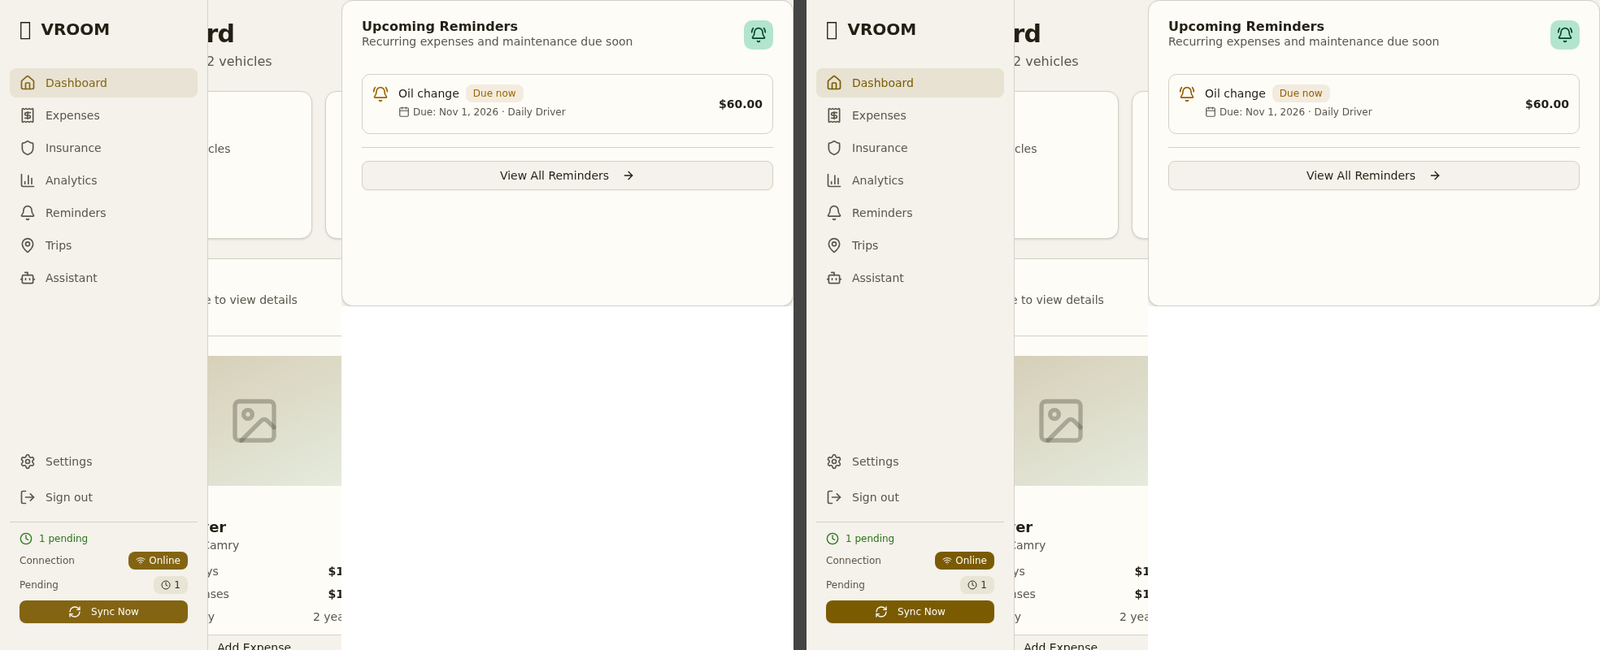 VROOM
Dashboard
Expenses
Insurance
Analytics
Reminders
Trips
Assistant
Settings
Sign out
1 pending
Connection
Online
Pending
1
Sync Now
rd
2 vehicles
cles
e to view details
er
Camry
ys $1
ses $1
y 2 yea
Add Expense
Upcoming Reminders
Recurring expenses and maintenance due soon
Oil change Due now
Due: Nov 1, 2026 · Daily Driver
$60.00
View All Reminders
VROOM
Dashboard
Expenses
Insurance
Analytics
Reminders
Trips
Assistant
Settings
Sign out
1 pending
Connection
Online
Pending
1
Sync Now
rd
2 vehicles
cles
e to view details
er
Camry
ys $1
ses $1
y 2 yea
Add Expense
Upcoming Reminders
Recurring expenses and maintenance due soon
Oil change Due now
Due: Nov 1, 2026 · Daily Driver
$60.00
View All Reminders